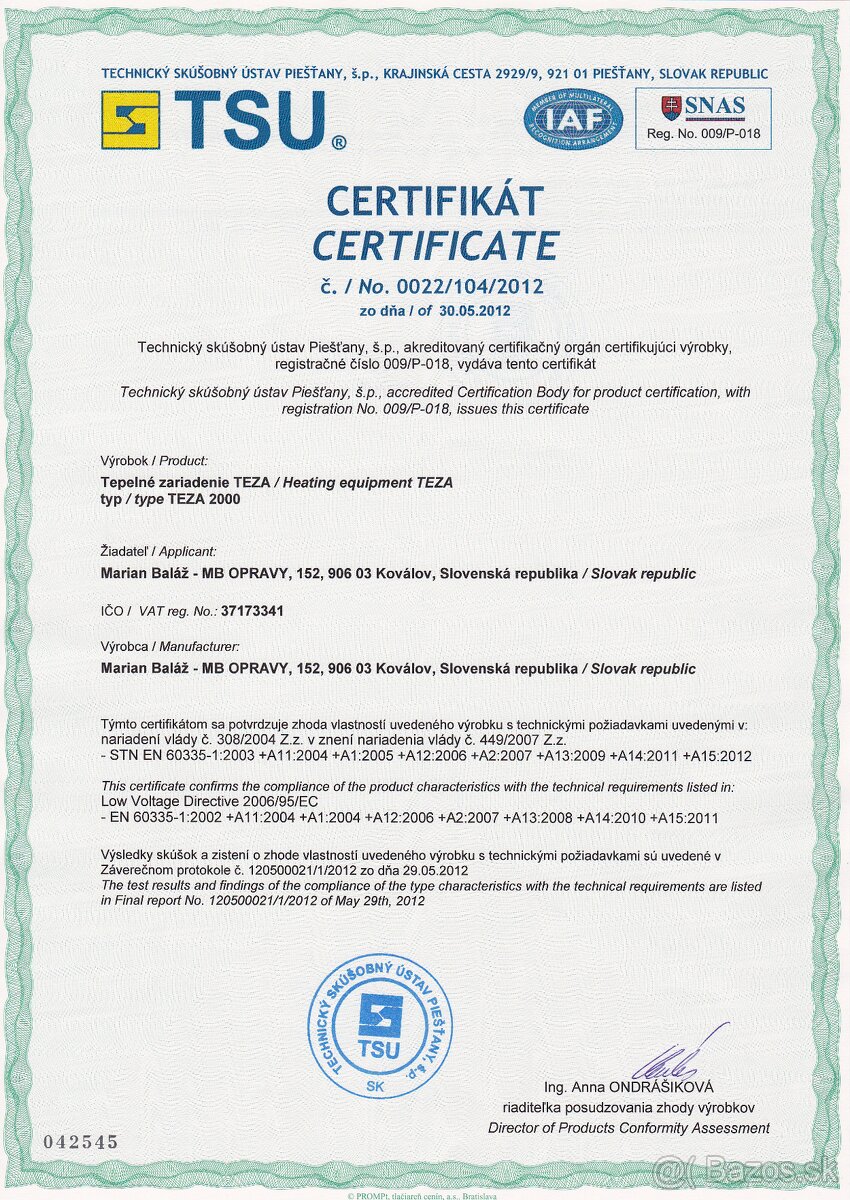 TECHNICKÝ SKÚŠOBNÝ ÚSTAV PIEŠŤANY, š.p., KRAJINSKÁ CESTA 2929/9, 921 01 PIEŠŤANY, SLOVAK REPUBLIC
TSU®
MEMBER OF MULTILATERAL
IAF
RECOGNITION ARRANGEMENT
SNAS
Reg. No. 009/P-018
CERTIFIKÁT
CERTIFICATE
č. / No. 0022/104/2012
zo dňa / of 30.05.2012
Technický skúšobný ústav Piešťany, š.p., akreditovaný certifikačný orgán certifikujúci výrobky,
registračné číslo 009/P-018, vydáva tento certifikát
Technický skúšobný ústav Piešťany, š.p., accredited Certification Body for product certification, with
registration No. 009/P-018, issues this certificate
Výrobok / Product:
Tepelné zariadenie TEZA / Heating equipment TEZA
typ / type TEZA 2000
Žiadateľ / Applicant:
Marian Baláž - MB OPRAVY, 152, 906 03 Koválov, Slovenská republika / Slovak republic
IČO / VAT reg. No.: 37173341
Výrobca / Manufacturer:
Marian Baláž - MB OPRAVY, 152, 906 03 Koválov, Slovenská republika / Slovak republic
Týmto certifikátom sa potvrdzuje zhoda vlastností uvedeného výrobku s technickými požiadavkami uvedenými v:
nariadení vlády č. 308/2004 Z.z. v znení nariadenia vlády č. 449/2007 Z.z.
- STN EN 60335-1:2003 +A11:2004 +A1:2005 +A12:2006 +A2:2007 +A13:2009 +A14:2011 +A15:2012
This certificate confirms the compliance of the product characteristics with the technical requirements listed in:
Low Voltage Directive 2006/95/EC
- EN 60335-1:2002 +A11:2004 +A1:2004 +A12:2006 +A2:2007 +A13:2008 +A14:2010 +A15:2011
Výsledky skúšok a zistení o zhode vlastností uvedeného výrobku s technickými požiadavkami sú uvedené v
Záverečnom protokole č. 120500021/1/2012 zo dňa 29.05.2012
The test results and findings of the compliance of the type characteristics with the technical requirements are listed
in Final report No. 120500021/1/2012 of May 29th, 2012
TECHNICKÝ SKÚŠOBNÝ ÚSTAV PIEŠŤANY, š.p.
TSU
SK
Ing. Anna ONDRÁŠIKOVÁ
riaditeľka posudzovania zhody výrobkov
Director of Products Conformity Assessment
042545
© PROMPt, tlačiareň cenín, a.s., Bratislava
@( Bazos.sk